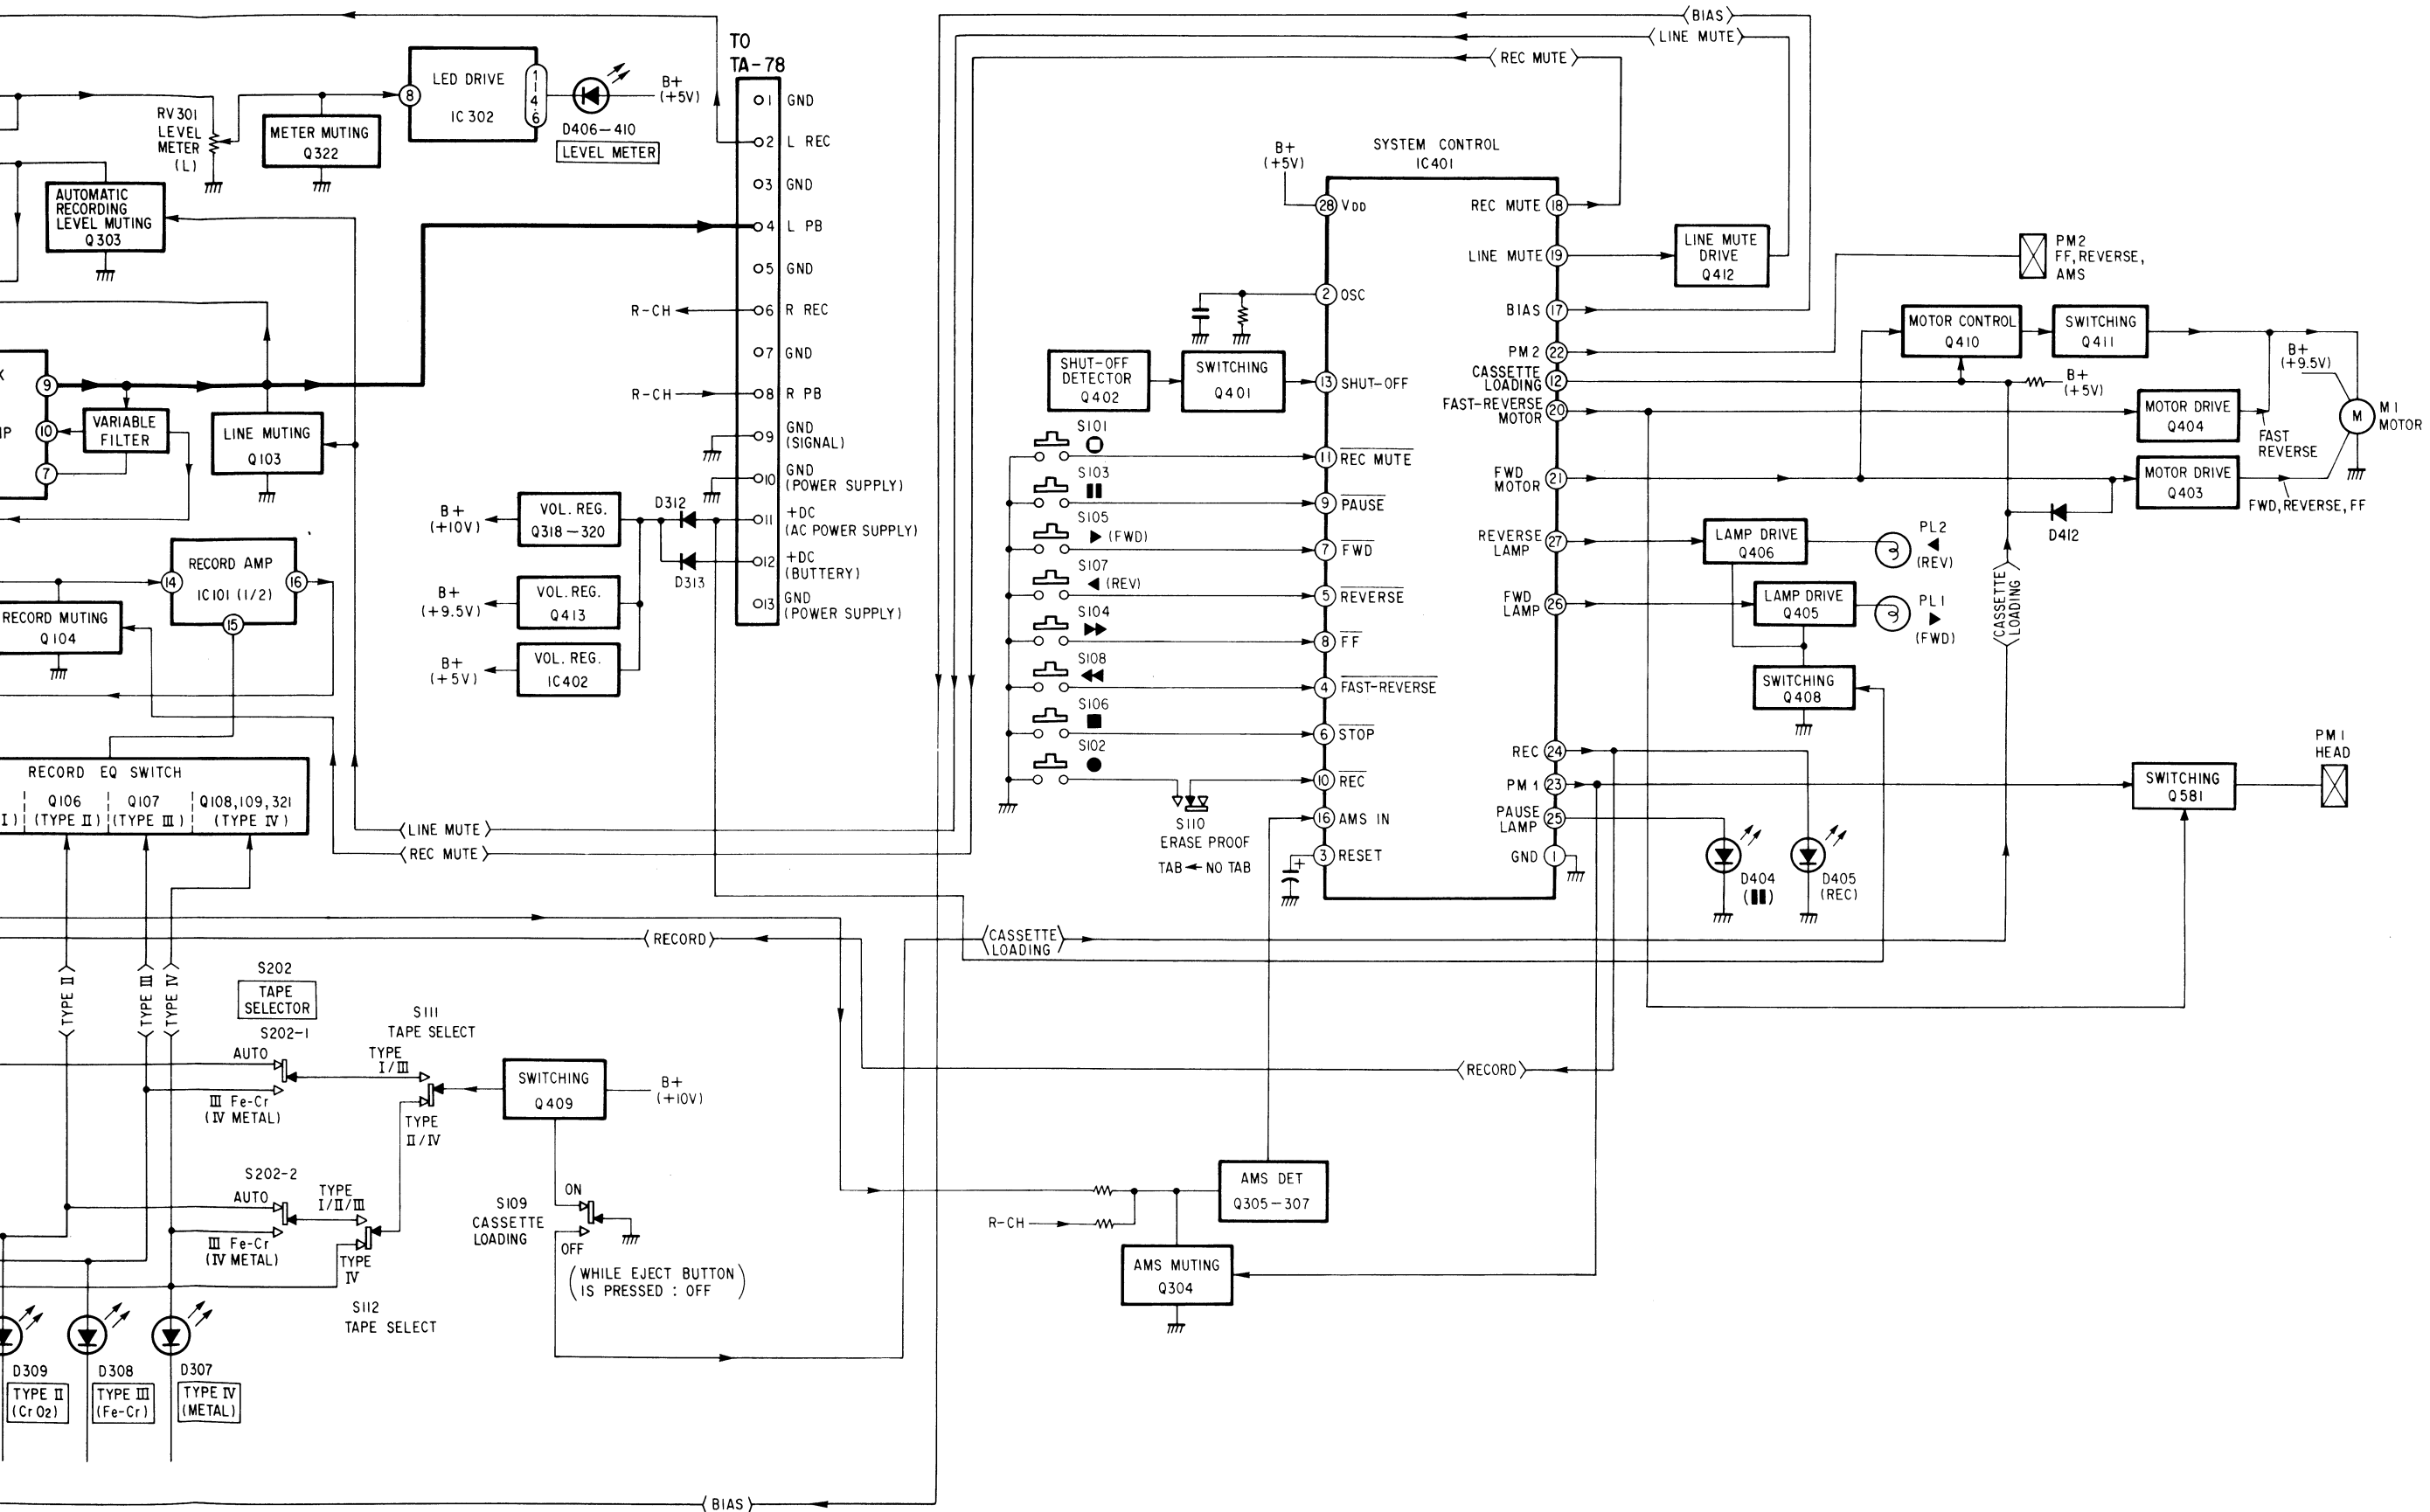 BIAS
LINE MUTE
REC MUTE
TO
TA-78
LED DRIVE
IC 302
8
1
1
4
6
B+
(+5V)
D406-410
LEVEL METER
RV301
LEVEL
METER
(L)
METER MUTING
Q322
AUTOMATIC
RECORDING
LEVEL MUTING
Q303
1 GND
2 L REC
3 GND
4 L PB
5 GND
R-CH
6 R REC
7 GND
R-CH
8 R PB
9 GND
(SIGNAL)
10 GND
(POWER SUPPLY)
11 +DC
(AC POWER SUPPLY)
12 +DC
(BUTTERY)
13 GND
(POWER SUPPLY)
D312
D313
B+
(+10V)
VOL. REG.
Q318-320
B+
(+9.5V)
VOL. REG.
Q413
B+
(+5V)
VOL. REG.
IC402
9
10
7
VARIABLE
FILTER
LINE MUTING
Q103
RECORD AMP
IC101 (1/2)
14
16
15
RECORD MUTING
Q104
RECORD EQ SWITCH
I)
Q106
(TYPE II)
Q107
(TYPE III)
Q108,109,321
(TYPE IV)
LINE MUTE
REC MUTE
SYSTEM CONTROL
IC401
B+
(+5V)
28 VDD
2 OSC
SHUT-OFF
DETECTOR
Q402
SWITCHING
Q401
13 SHUT-OFF
S101
11 REC MUTE
S103
9 PAUSE
S105
(FWD)
7 FWD
S107
(REV)
5 REVERSE
S104
8 FF
S108
4 FAST-REVERSE
S106
6 STOP
S102
10 REC
S110
ERASE PROOF
TAB NO TAB
16 AMS IN
3 RESET
+
REC MUTE 18
LINE MUTE 19
BIAS 17
PM2 22
CASSETTE
LOADING 12
FAST-REVERSE
MOTOR 20
FWD
MOTOR 21
REVERSE
LAMP 27
FWD
LAMP 26
REC 24
PM 1 23
PAUSE
LAMP 25
GND 1
LINE MUTE
DRIVE
Q412
PM2
FF, REVERSE,
AMS
MOTOR CONTROL
Q410
SWITCHING
Q411
B+
(+9.5V)
B+
(+5V)
MOTOR DRIVE
Q404
FAST
REVERSE
M
M1
MOTOR
MOTOR DRIVE
Q403
FWD, REVERSE, FF
D412
LAMP DRIVE
Q406
PL2
(REV)
LAMP DRIVE
Q405
PL1
(FWD)
CASSETTE
LOADING
SWITCHING
Q408
PM1
HEAD
SWITCHING
Q581
D404
D405
(REC)
RECORD
CASSETTE
LOADING
TYPE II
TYPE III
TYPE IV
S202
TAPE
SELECTOR
S202-1
AUTO
III Fe-Cr
(IV METAL)
S111
TAPE SELECT
TYPE
I/III
TYPE
II/IV
SWITCHING
Q409
B+
(+10V)
RECORD
S202-2
AUTO
TYPE
I/II/III
III Fe-Cr
(IV METAL)
TYPE
IV
S112
TAPE SELECT
S109
CASSETTE
LOADING
ON
OFF
(WHILE EJECT BUTTON
IS PRESSED : OFF)
AMS DET
Q305-307
R-CH
AMS MUTING
Q304
D309
TYPE II
(CrO2)
D308
TYPE III
(Fe-Cr)
D307
TYPE IV
(METAL)
BIAS